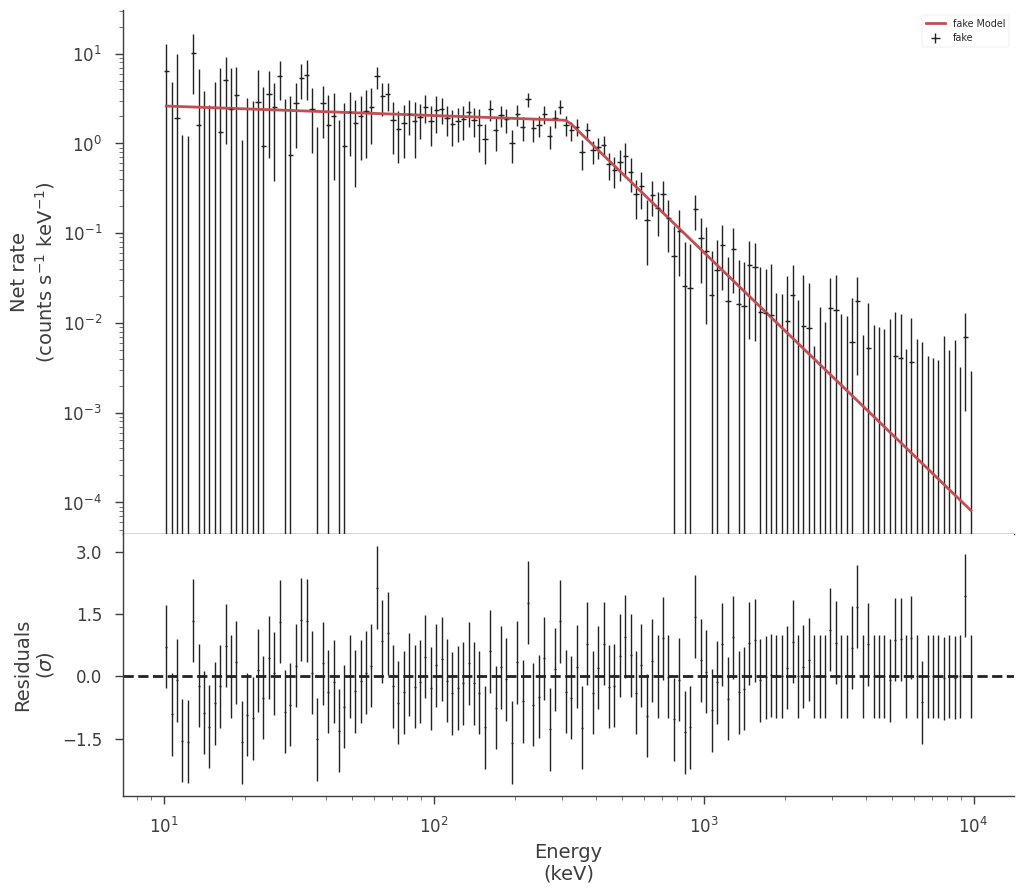 fake Model
fake
10¹
10⁰
10⁻¹
10⁻²
10⁻³
10⁻⁴
Net rate
(counts s⁻¹ keV⁻¹)
3.0
1.5
0.0
−1.5
Residuals
(σ)
10¹ 10² 10³ 10⁴
Energy
(keV)